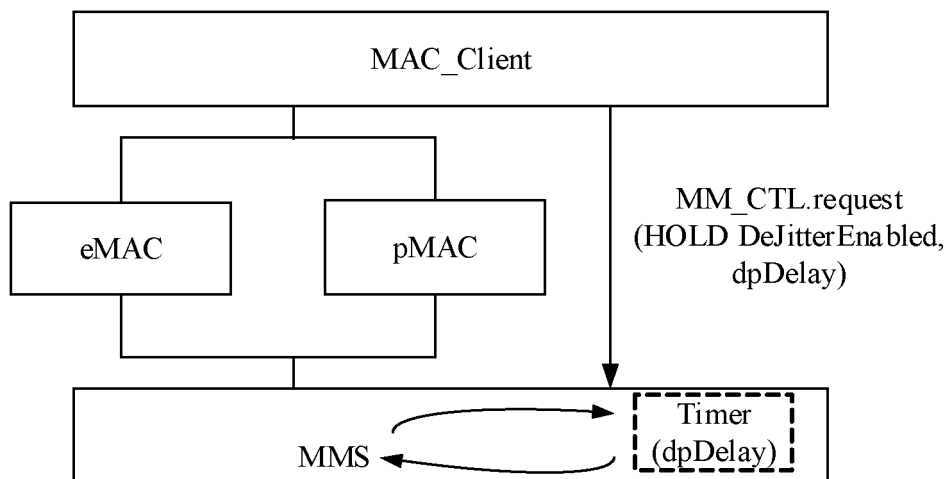 MAC_Client
eMAC
pMAC
MM_CTL.request
(HOLD DeJitterEnabled,
dpDelay)
MMS
Timer
(dpDelay)